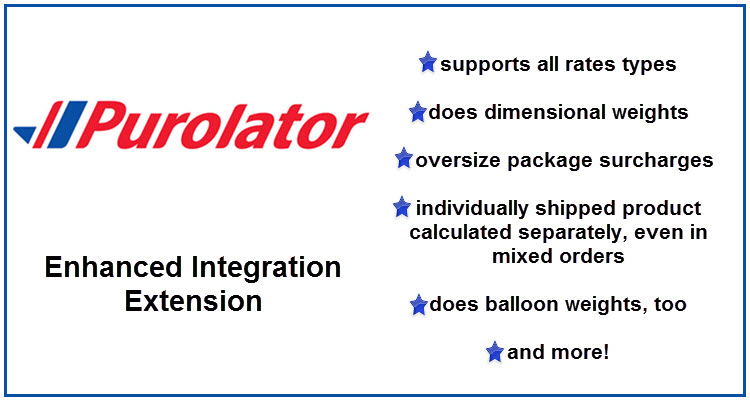 Purolator
Enhanced Integration
Extension
supports all rates types
does dimensional weights
oversize package surcharges
individually shipped product
calculated separately, even in
mixed orders
does balloon weights, too
and more!